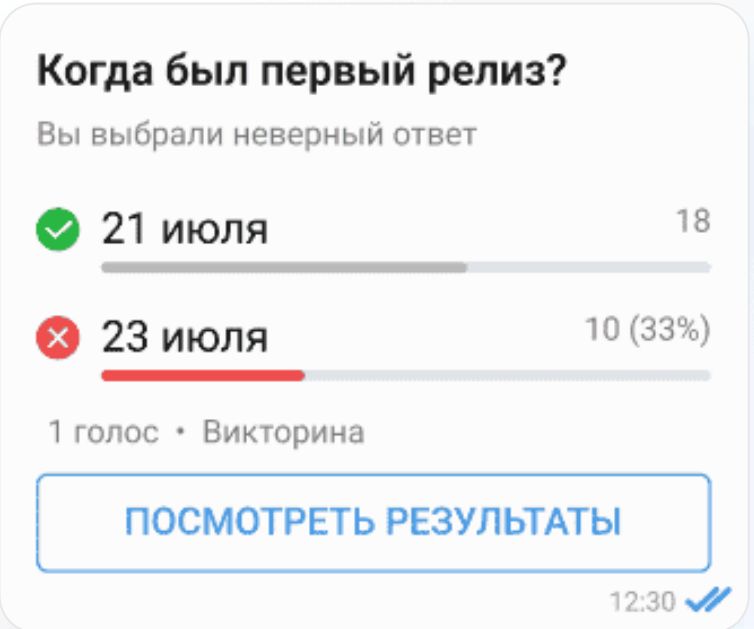 Когда был первый релиз?
Вы выбрали неверный ответ
21 июля 18
23 июля 10 (33%)
1 голос • Викторина
ПОСМОТРЕТЬ РЕЗУЛЬТАТЫ
12:30